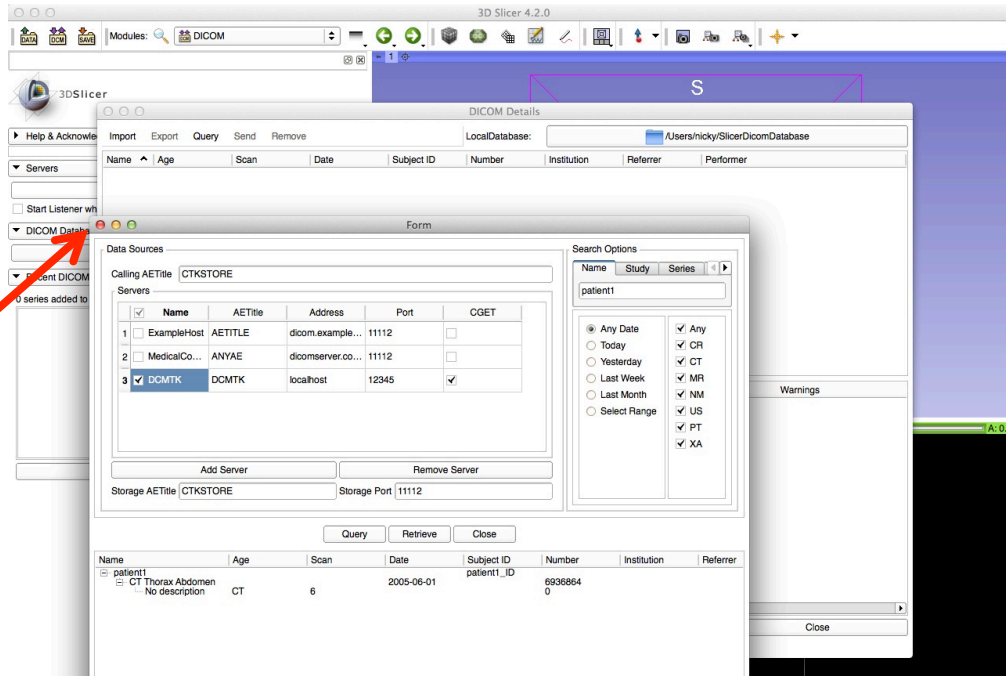 3D Slicer 4.2.0
DATA DCM SAVE Modules: DICOM
1
S
3DSlicer
DICOM Details
Help & Acknowle
Import Export Query Send Remove LocalDatabase: /Users/nicky/SlicerDicomDatabase
Name Age Scan Date Subject ID Number Institution Referrer Performer
Servers
Start Listener wh
DICOM Databa
Form
Data Sources
Search Options
Calling AETitle CTKSTORE
Name Study Series
Recent DICOM
0 series added to
Servers
patient1
Name AETitle Address Port CGET
1 ExampleHost AETITLE dicom.example... 11112
2 MedicalCo... ANYAE dicomserver.co... 11112
3 DCMTK DCMTK localhost 12345
Any Date Any
Today CR
Yesterday CT
Last Week MR
Last Month NM
Select Range US
PT
XA
Warnings
A: 0.
Add Server Remove Server
Storage AETitle CTKSTORE Storage Port 11112
Query Retrieve Close
Name Age Scan Date Subject ID Number Institution Referrer
patient1 patient1_ID
CT Thorax Abdomen 2005-06-01 6936864
No description CT 6 0
Close